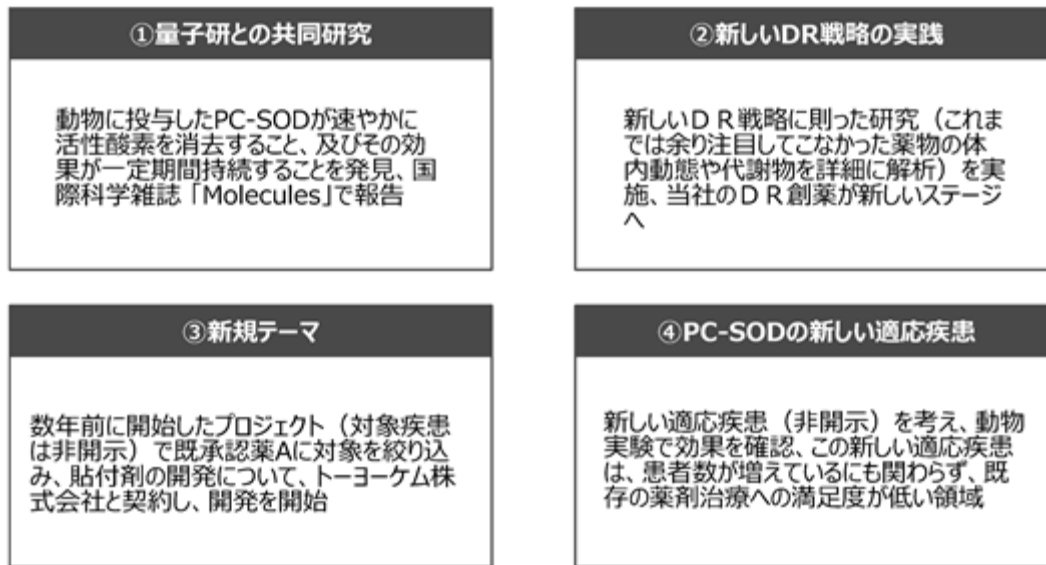 ①量子研との共同研究
動物に投与したPC-SODが速やかに
活性酸素を消去すること、及びその効
果が一定期間持続することを発見、国
際科学雑誌「Molecules」で報告
②新しいDR戦略の実践
新しいＤＲ戦略に則った研究（これま
では余り注目してこなかった薬物の体
内動態や代謝物を詳細に解析）を実
施、当社のＤＲ創薬が新しいステージ
へ
③新規テーマ
数年前に開始したプロジェクト（対象疾患
は非開示）で既承認薬Aに対象を絞り込
み、貼付剤の開発について、トーヨーケム株
式会社と契約し、開発を開始
④PC-SODの新しい適応疾患
新しい適応疾患（非開示）を考え、動物
実験で効果を確認、この新しい適応疾患
は、患者数が増えているにも関わらず、既
存の薬剤治療への満足度が低い領域